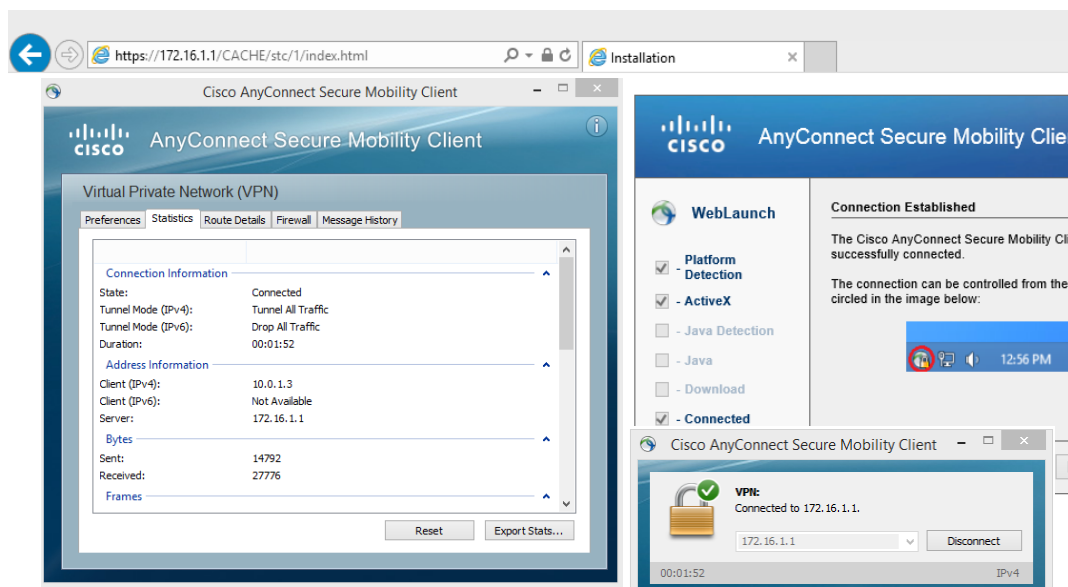 https://172.16.1.1/CACHE/stc/1/index.html
Installation
Cisco AnyConnect Secure Mobility Client
CISCO
AnyConnect Secure Mobility Client
Virtual Private Network (VPN)
Preferences Statistics Route Details Firewall Message History
Connection Information
State: Connected
Tunnel Mode (IPv4): Tunnel All Traffic
Tunnel Mode (IPv6): Drop All Traffic
Duration: 00:01:52
Address Information
Client (IPv4): 10.0.1.3
Client (IPv6): Not Available
Server: 172.16.1.1
Bytes
Sent: 14792
Received: 27776
Frames
Reset Export Stats...
CISCO
AnyConnect Secure Mobility Clie
WebLaunch
- Platform
Detection
- ActiveX
- Java Detection
- Java
- Download
- Connected
Connection Established
The Cisco AnyConnect Secure Mobility Cli
successfully connected.
The connection can be controlled from the
circled in the image below:
12:56 PM
Cisco AnyConnect Secure Mobility Client
VPN:
Connected to 172.16.1.1.
172.16.1.1
Disconnect
00:01:52 IPv4